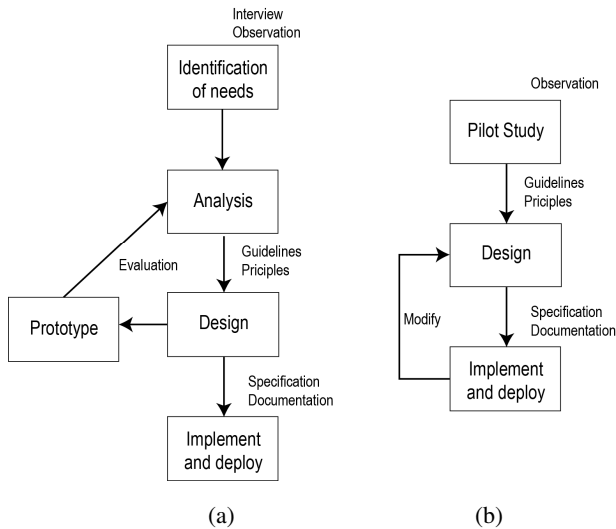 Interview
Observation
Identification
of needs
Analysis
Guidelines
Priciples
Evaluation
Prototype
Design
Specification
Documentation
Implement
and deploy
(a)
Observation
Pilot Study
Guidelines
Priciples
Design
Specification
Documentation
Modify
Implement
and deploy
(b)